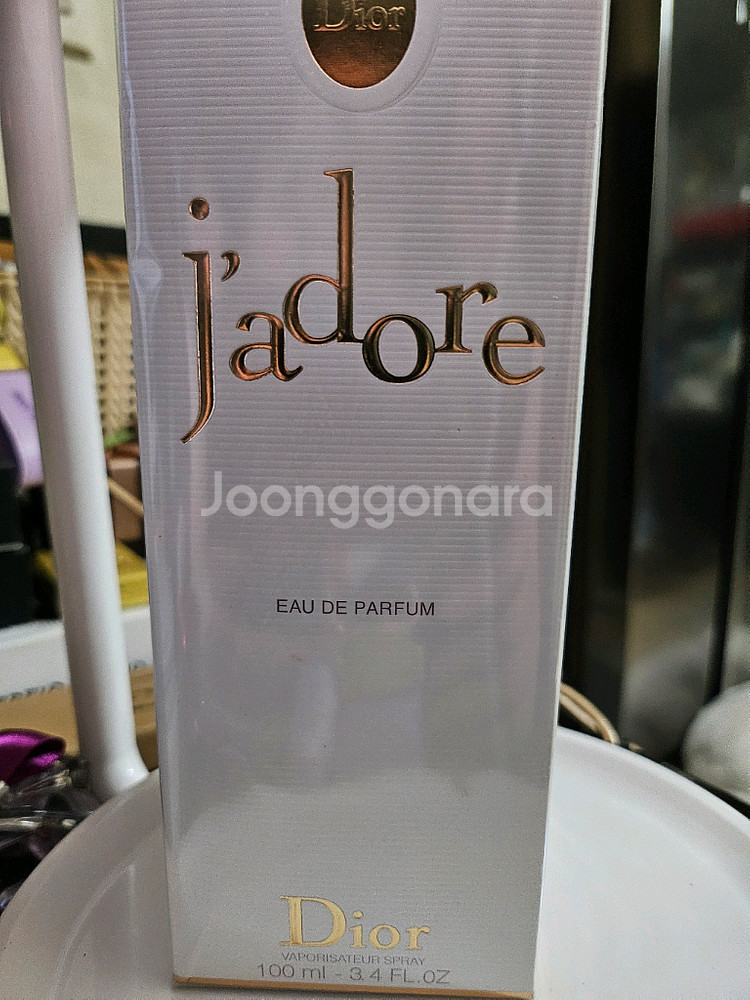 Dior
j'adore
Joonggonara
EAU DE PARFUM
Dior
VAPORISATEUR SPRAY
100 ml - 3.4 FL.OZ